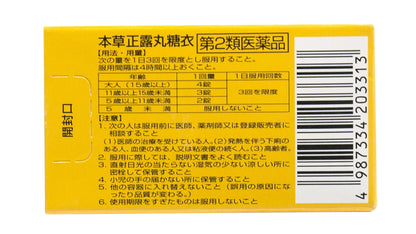 本草正露丸糖衣 第2類医薬品
【用法・用量】
次の量を1日3回を限度とし服用すること。
服用間隔は4時間以上おくこと。
年齢 1回量 1日服用回数
大人(15歳以上) 4錠
11歳以上15歳未満 3錠 3回を限度
5歳以上11歳未満 2錠
5歳未満 服用しないこと
【注意】
1. 次の人は服用前に医師、薬剤師又は登録販売者に
相談すること
(1)医師の治療を受けている人。(2)発熱を伴う下痢の
ある人、血便のある人又は粘液便の続く人。(3)高齢者。
2. 服用に際しては、説明文書をよく読むこと
3. 直射日光の当たらない湿気の少ない涼しい所に
密栓して保管すること
4. 小児の手の届かない所に保管すること
5. 他の容器に入れ替えないこと(誤用の原因にな
ったり品質が変わる。)
6. 使用期限をすぎたものは服用しないこと
開封口
4 987334 203313